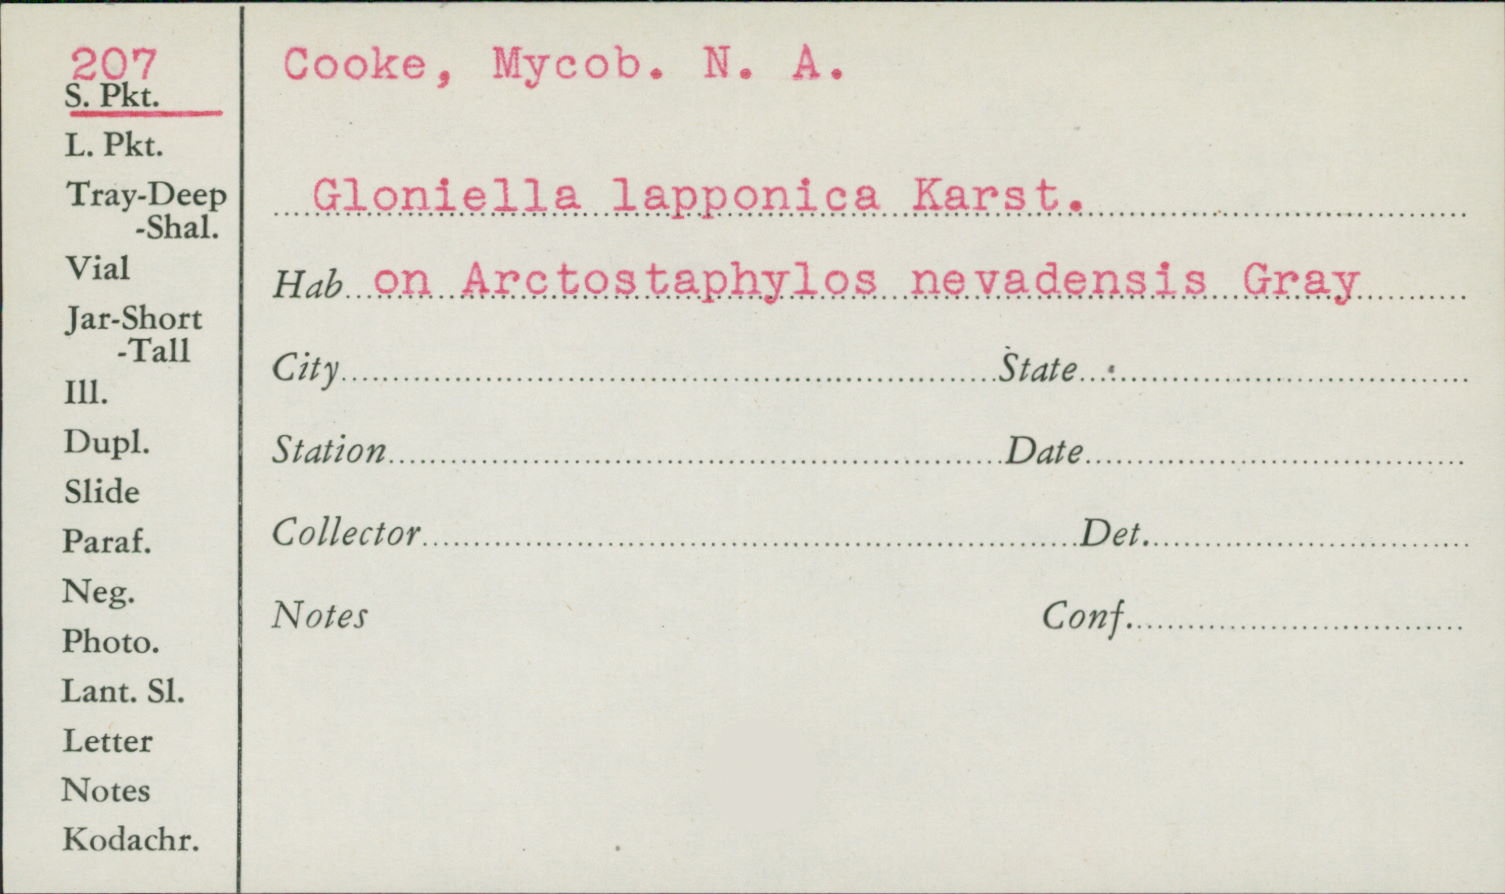 207
S. Pkt.
L. Pkt.
Tray-Deep
-Shal.
Vial
Jar-Short
-Tall
Ill.
Dupl.
Slide
Paraf.
Neg.
Photo.
Lant. Sl.
Letter
Notes
Kodachr.
Cooke, Mycob. N. A.
Gloniella lapponica Karst.
Hab on Arctostaphylos nevadensis Gray
City State
Station Date
Collector Det.
Notes Conf.